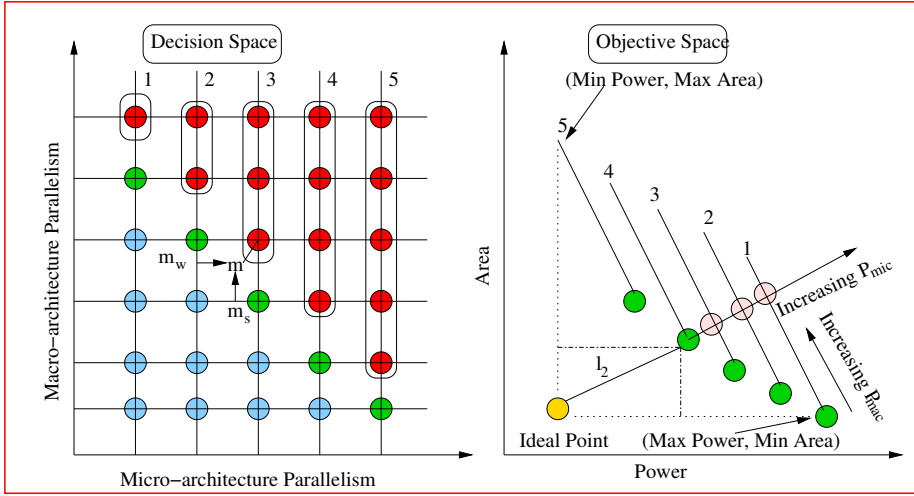 Decision Space
1
2
3
4
5
Macro−architecture Parallelism
m_w
m
m_s
Micro−architecture Parallelism
Objective Space
(Min Power, Max Area)
5
4
3
2
1
Area
Increasing P_mic
Increasing P_mac
l_2
Ideal Point
(Max Power, Min Area)
Power